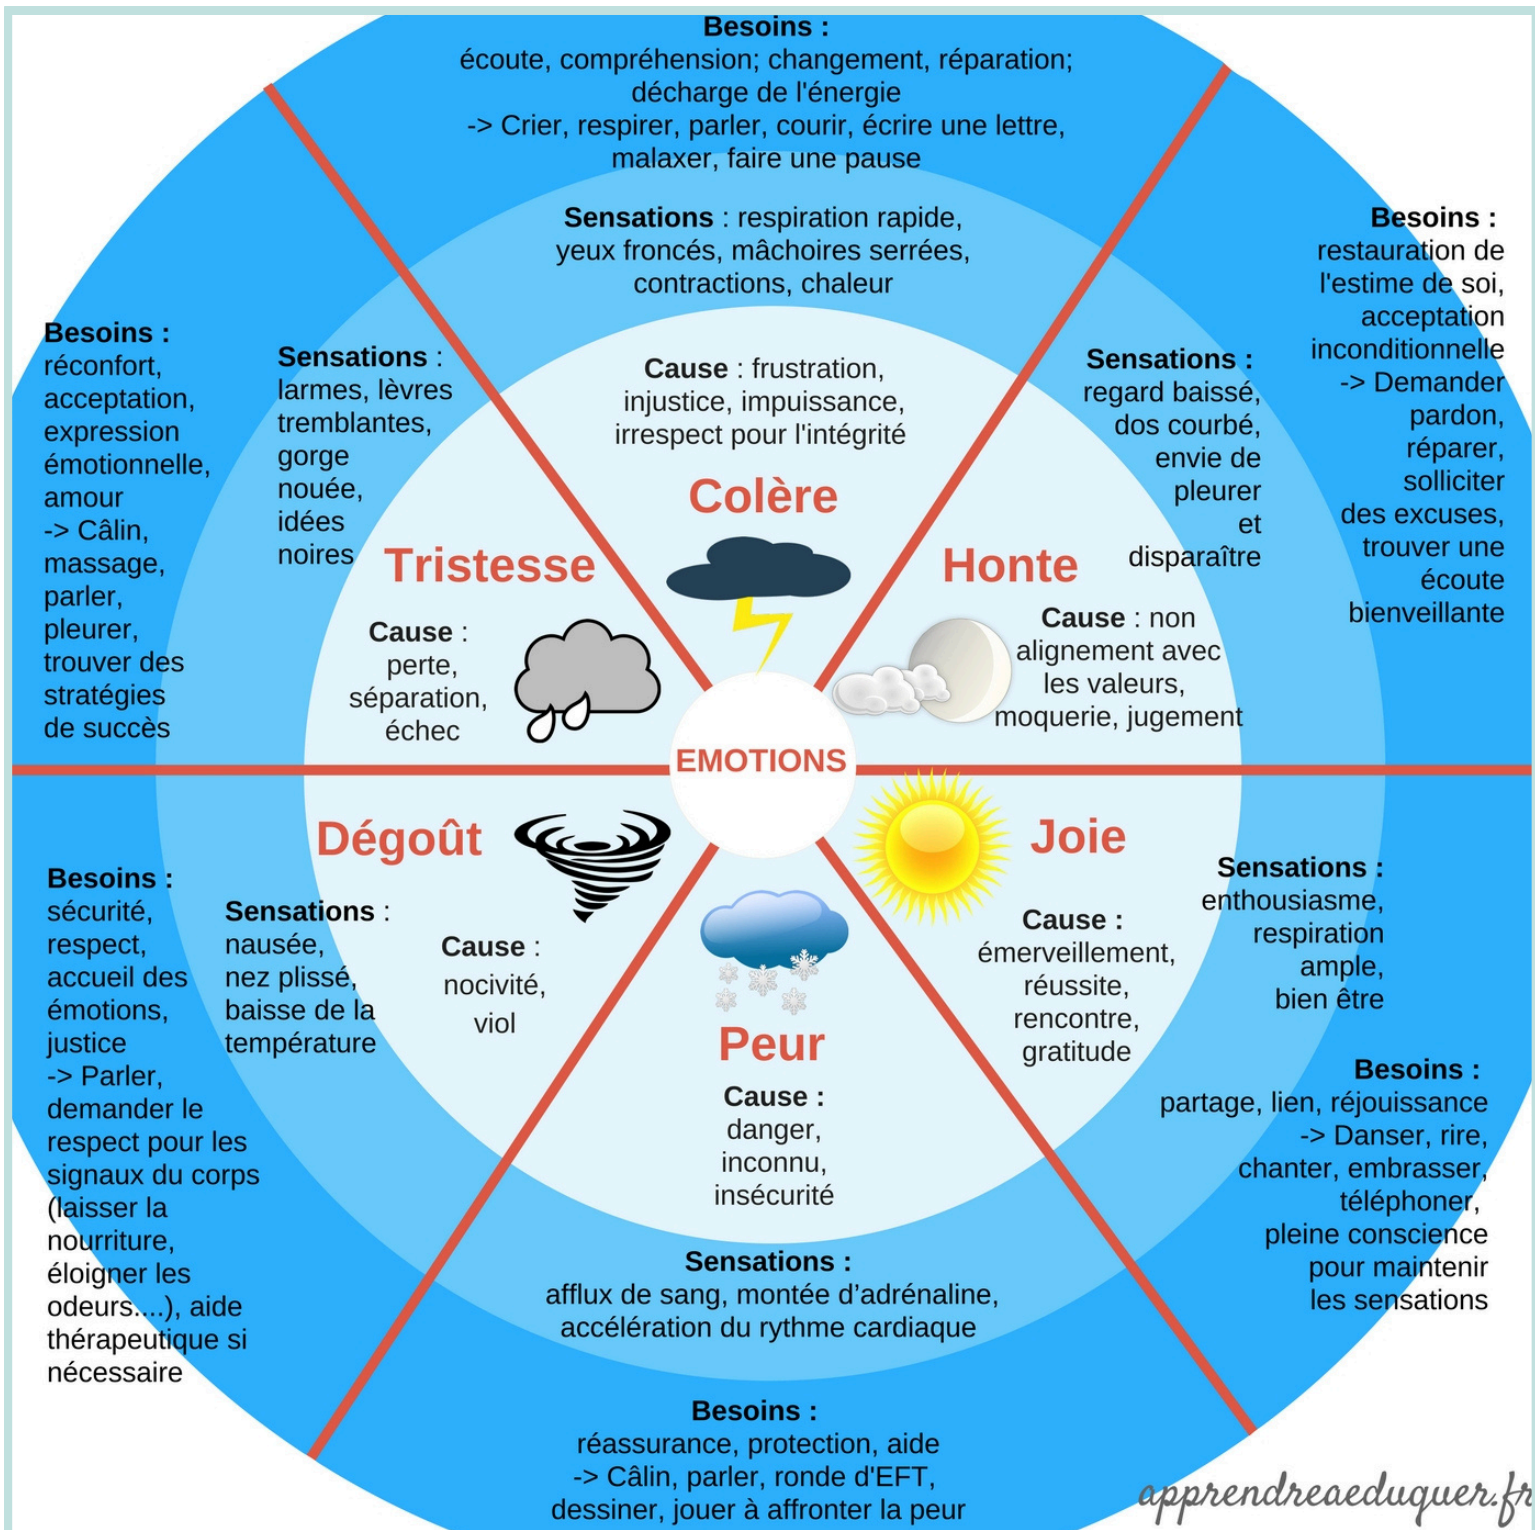 Besoins :
écoute, compréhension; changement, réparation;
décharge de l'énergie
-> Crier, respirer, parler, courir, écrire une lettre,
malaxer, faire une pause
Sensations : respiration rapide,
yeux froncés, mâchoires serrées,
contractions, chaleur
Cause : frustration,
injustice, impuissance,
irrespect pour l'intégrité
Colère
Besoins :
restauration de
l'estime de soi,
acceptation
inconditionnelle
-> Demander
pardon,
réparer,
solliciter
des excuses,
trouver une
écoute
bienveillante
Sensations :
regard baissé,
dos courbé,
envie de
pleurer
et
disparaître
Honte
Cause : non
alignement avec
les valeurs,
moquerie, jugement
Besoins :
réconfort,
acceptation,
expression
émotionnelle,
amour
-> Câlin,
massage,
parler,
pleurer,
trouver des
stratégies
de succès
Sensations :
larmes, lèvres
tremblantes,
gorge
nouée,
idées
noires
Tristesse
Cause :
perte,
séparation,
échec
EMOTIONS
Dégoût
Besoins :
sécurité,
respect,
accueil des
émotions,
justice
-> Parler,
demander le
respect pour les
signaux du corps
(laisser la
nourriture,
éloigner les
odeurs....), aide
thérapeutique si
nécessaire
Sensations :
nausée,
nez plissé,
baisse de la
température
Cause :
nocivité,
viol
Peur
Cause :
danger,
inconnu,
insécurité
Sensations :
afflux de sang, montée d’adrénaline,
accélération du rythme cardiaque
Besoins :
réassurance, protection, aide
-> Câlin, parler, ronde d'EFT,
dessiner, jouer à affronter la peur
Joie
Cause :
émerveillement,
réussite,
rencontre,
gratitude
Sensations :
enthousiasme,
respiration
ample,
bien être
Besoins :
partage, lien, réjouissance
-> Danser, rire,
chanter, embrasser,
téléphoner,
pleine conscience
pour maintenir
les sensations
apprendreaeduquer.fr